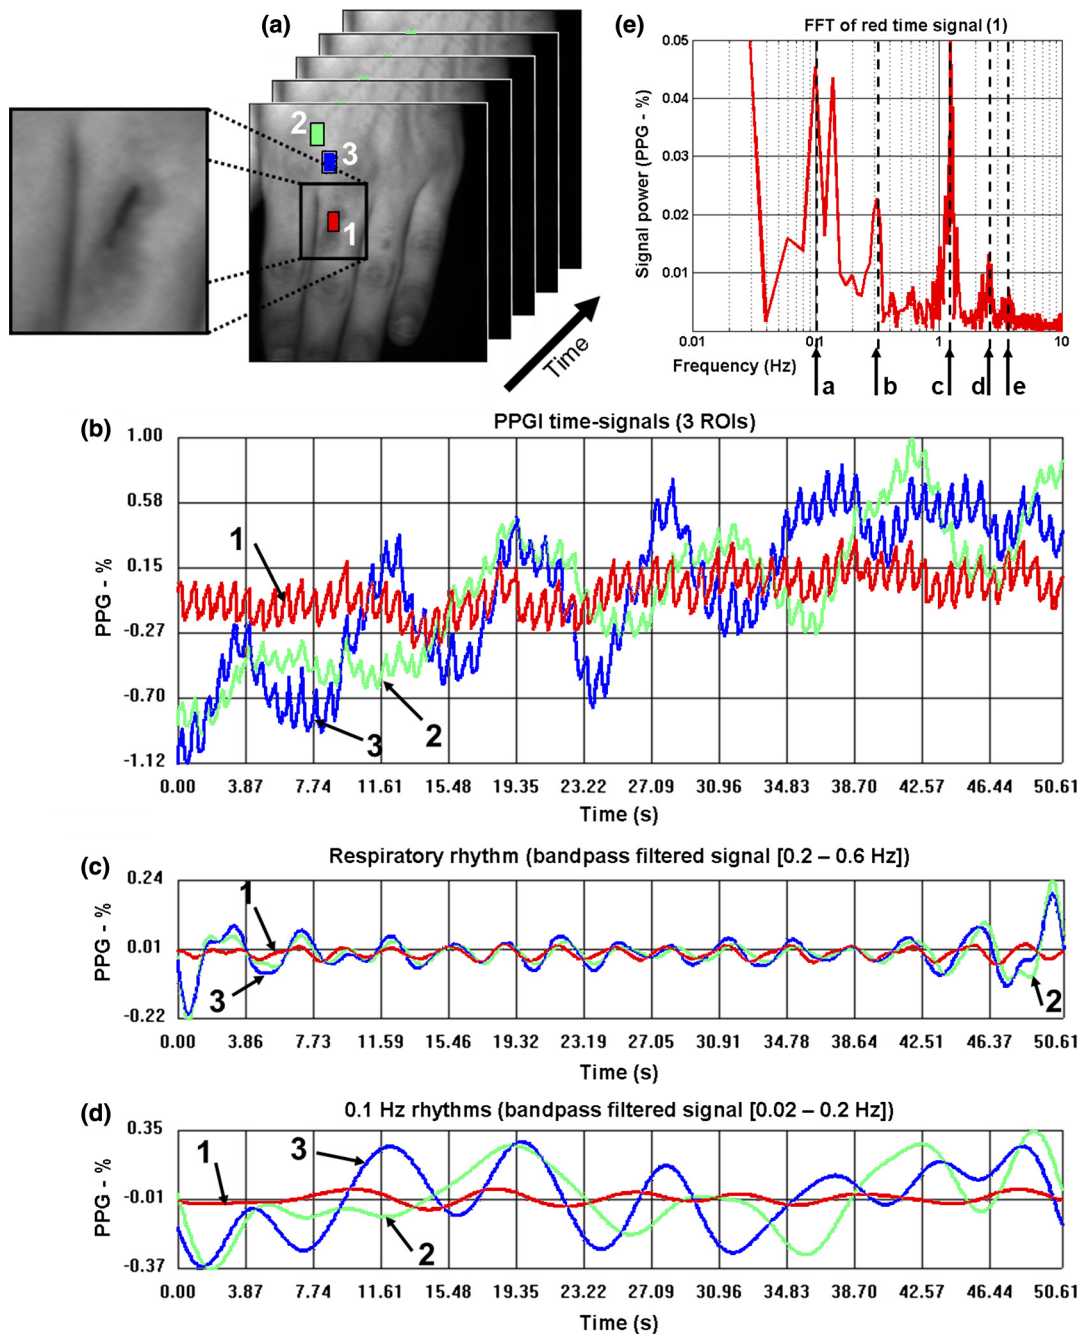 (a)
2
3
1
Time
(e)
FFT of red time signal (1)
Signal power (PPG - %)
0.05
0.04
0.03
0.02
0.01
0.01
0.1
1
10
Frequency (Hz)
a
b
c
d
e
(b)
PPGI time-signals (3 ROIs)
PPG - %
1.00
0.58
0.15
-0.27
-0.70
-1.12
1
3
2
0.00 3.87 7.74 11.61 15.48 19.35 23.22 27.09 30.96 34.83 38.70 42.57 46.44 50.61
Time (s)
(c)
Respiratory rhythm (bandpass filtered signal [0.2 – 0.6 Hz])
PPG - %
0.24
0.01
-0.22
1
3
2
0.00 3.86 7.73 11.59 15.46 19.32 23.19 27.05 30.91 34.78 38.64 42.51 46.37 50.61
Time (s)
(d)
0.1 Hz rhythms (bandpass filtered signal [0.02 – 0.2 Hz])
PPG - %
0.35
-0.01
-0.37
1
3
2
0.00 3.87 7.74 11.61 15.48 19.35 23.22 27.09 30.96 34.83 38.70 42.57 46.44 50.61
Time (s)